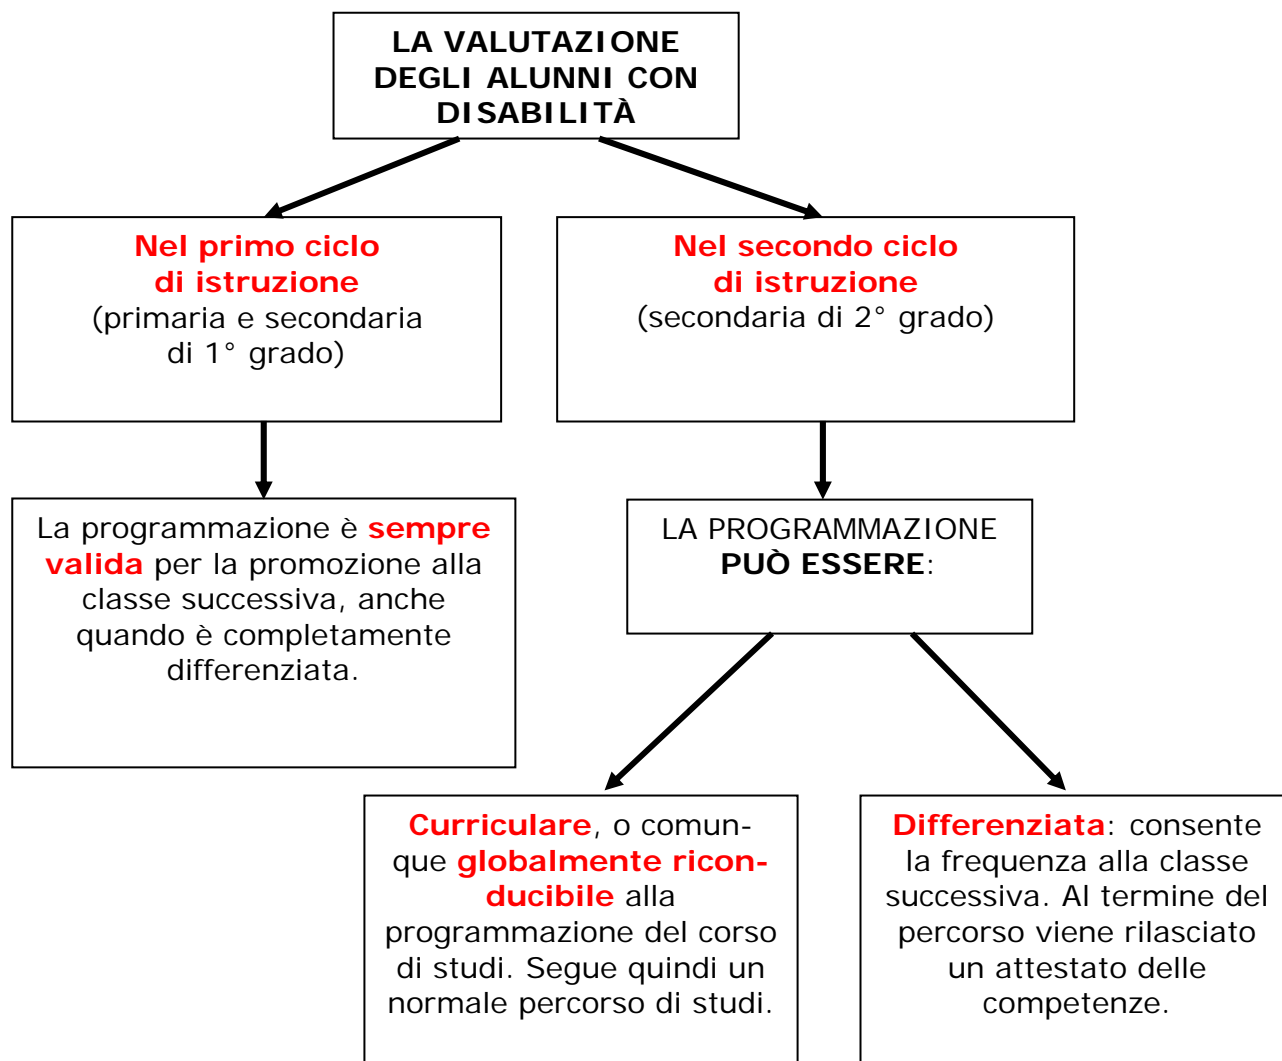 LA VALUTAZIONE
DEGLI ALUNNI CON
DISABILITÀ
Nel primo ciclo
di istruzione
(primaria e secondaria
di 1° grado)
Nel secondo ciclo
di istruzione
(secondaria di 2° grado)
La programmazione è sempre
valida per la promozione alla
classe successiva, anche
quando è completamente
differenziata.
LA PROGRAMMAZIONE
PUÒ ESSERE:
Curriculare, o comun-
que globalmente ricon-
ducibile alla
programmazione del corso
di studi. Segue quindi un
normale percorso di studi.
Differenziata: consente
la frequenza alla classe
successiva. Al termine del
percorso viene rilasciato
un attestato delle
competenze.